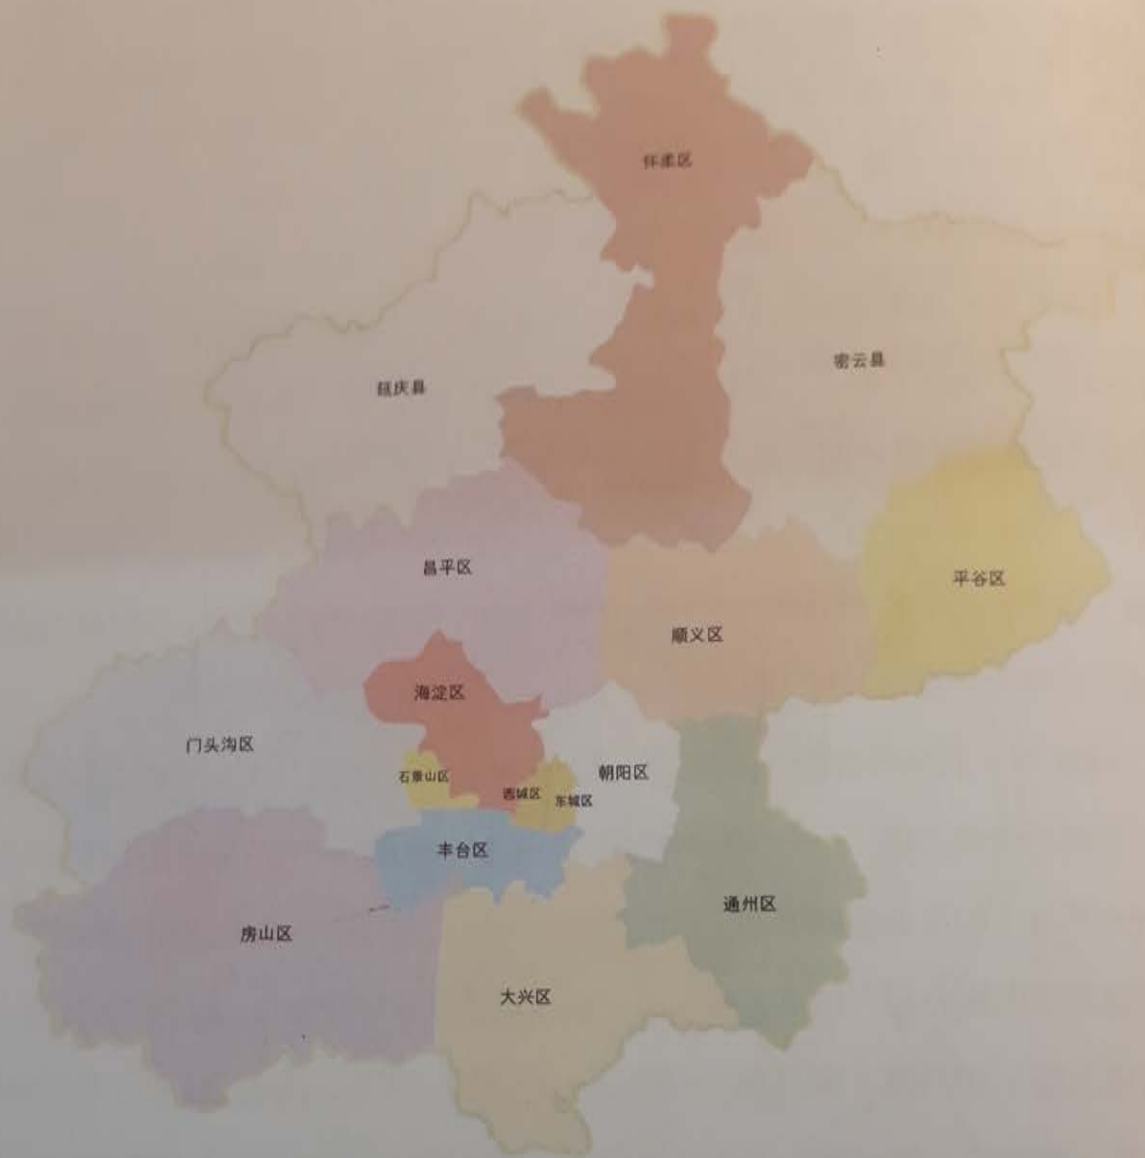 怀柔区
密云县
延庆县
昌平区
平谷区
顺义区
海淀区
门头沟区
朝阳区
石景山区
西城区
东城区
丰台区
通州区
房山区
大兴区